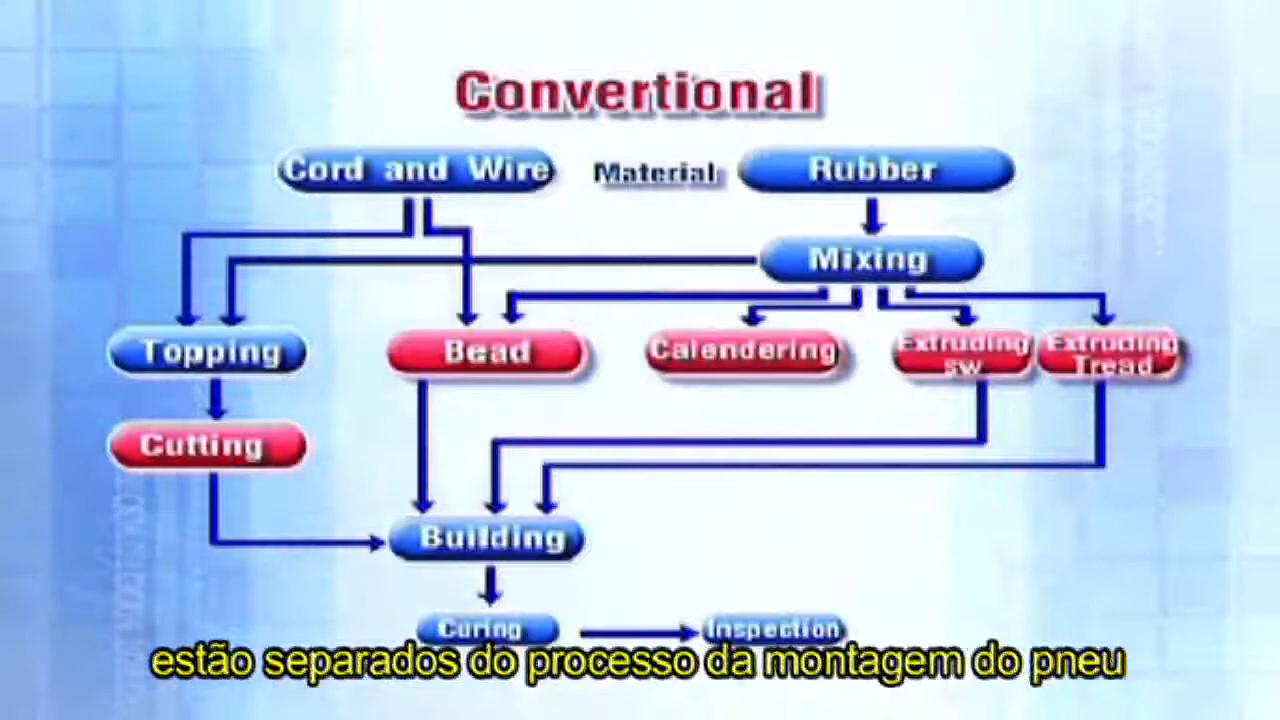 Convertional
Cord and Wire
Material
Rubber
Mixing
Topping
Bead
Calendering
Extruding
sw
Extruding
Tread
Cutting
Building
Curing
Inspection
estão separados do processo da montagem do pneu